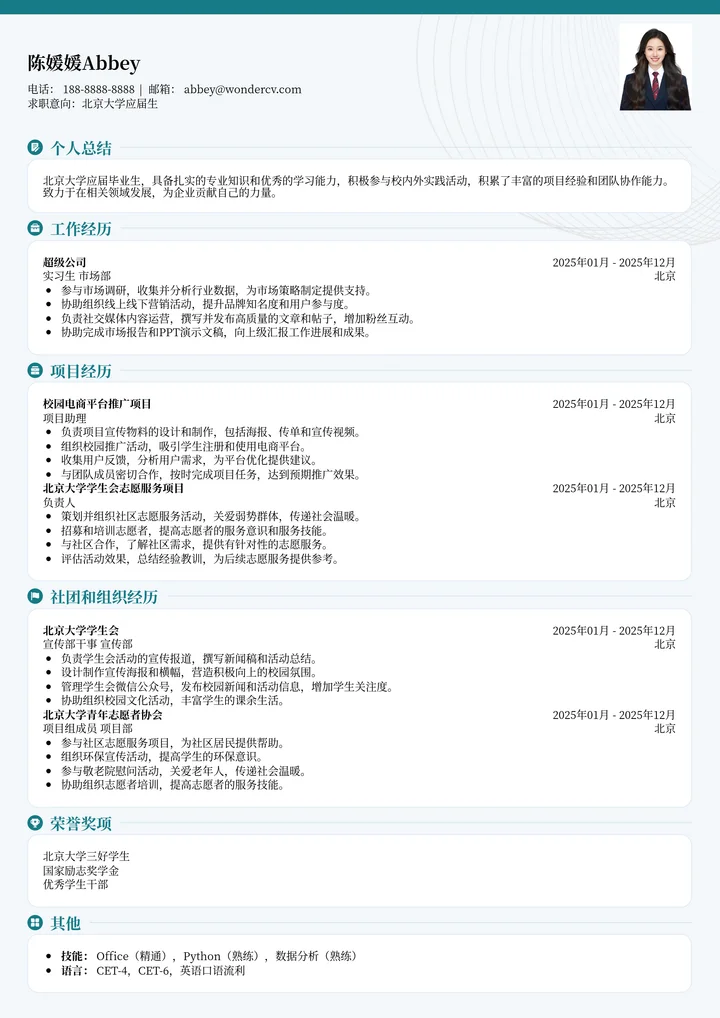 陈媛媛Abbey
电话： 188-8888-8888 | 邮箱： abbey@wondercv.com
求职意向：北京大学应届生
个人总结
北京大学应届毕业生，具备扎实的专业知识和优秀的学习能力，积极参与校内外实践活动，积累了丰富的项目经验和团队协作能力。
致力于在相关领域发展，为企业贡献自己的力量。
工作经历
超级公司 2025年01月 - 2025年12月
实习生 市场部 北京
• 参与市场调研，收集并分析行业数据，为市场策略制定提供支持。
• 协助组织线上线下营销活动，提升品牌知名度和用户参与度。
• 负责社交媒体内容运营，撰写并发布高质量的文章和帖子，增加粉丝互动。
• 协助完成市场报告和PPT演示文稿，向上级汇报工作进展和成果。
项目经历
校园电商平台推广项目 2025年01月 - 2025年12月
项目助理 北京
• 负责项目宣传物料的设计和制作，包括海报、传单和宣传视频。
• 组织校园推广活动，吸引学生注册和使用电商平台。
• 收集用户反馈，分析用户需求，为平台优化提供建议。
• 与团队成员密切合作，按时完成项目任务，达到预期推广效果。
北京大学学生会志愿服务项目 2025年01月 - 2025年12月
负责人 北京
• 策划并组织社区志愿服务活动，关爱弱势群体，传递社会温暖。
• 招募和培训志愿者，提高志愿者的服务意识和服务技能。
• 与社区合作，了解社区需求，提供有针对性的志愿服务。
• 评估活动效果，总结经验教训，为后续志愿服务提供参考。
社团和组织经历
北京大学学生会 2025年01月 - 2025年12月
宣传部干事 宣传部 北京
• 负责学生会活动的宣传报道，撰写新闻稿和活动总结。
• 设计制作宣传海报和横幅，营造积极向上的校园氛围。
• 管理学生会微信公众号，发布校园新闻和活动信息，增加学生关注度。
• 协助组织校园文化活动，丰富学生的课余生活。
北京大学青年志愿者协会 2025年01月 - 2025年12月
项目组成员 项目部 北京
• 参与社区志愿服务项目，为社区居民提供帮助。
• 组织环保宣传活动，提高学生的环保意识。
• 参与敬老院慰问活动，关爱老年人，传递社会温暖。
• 协助组织志愿者培训，提高志愿者的服务技能。
荣誉奖项
北京大学三好学生
国家励志奖学金
优秀学生干部
其他
• 技能： Office（精通）, Python（熟练）, 数据分析（熟练）
• 语言： CET-4，CET-6，英语口语流利